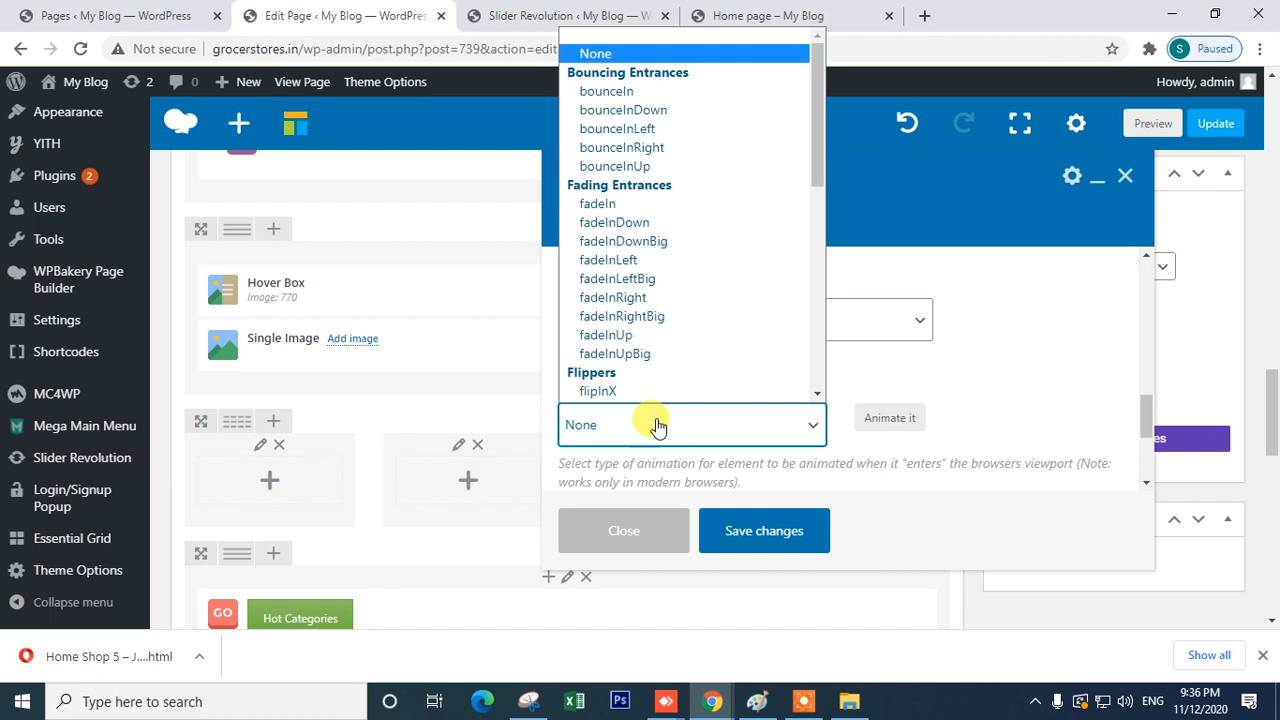 Pages ‹ My Blog — WordPress
Edit Page ‹ My Blog — WordPres
Slider Revolution ‹ My Blog — W
Home page – My Blog
Not secure
grocerstores.in/wp-admin/post.php?post=739&action=edit
Paused
My Blog
2
0
New
View Page
Theme Options
Howdy, admin
Appearance
YITH
Plugins 2
Users
Tools
WPBakery Page
Builder
Settings
Shortcodes
MC4WP
Mega Main Menu
Slider Revolution
Login/Signup
Popup
Essential Grid
Theme Options
Collapse menu
Preview
Update
Hover Box
Image: 770
Single Image Add image
GO
Hot Categories
None
Bouncing Entrances
bounceIn
bounceInDown
bounceInLeft
bounceInRight
bounceInUp
Fading Entrances
fadeIn
fadeInDown
fadeInDownBig
fadeInLeft
fadeInLeftBig
fadeInRight
fadeInRightBig
fadeInUp
fadeInUpBig
Flippers
flipInX
None
Animate it
Select type of animation for element to be animated when it "enters" the browsers viewport (Note:
works only in modern browsers).
Close
Save changes
Home Shop 5 – J....html
Show all
Type here to search
ENG
9:36 PM
11/12/2020